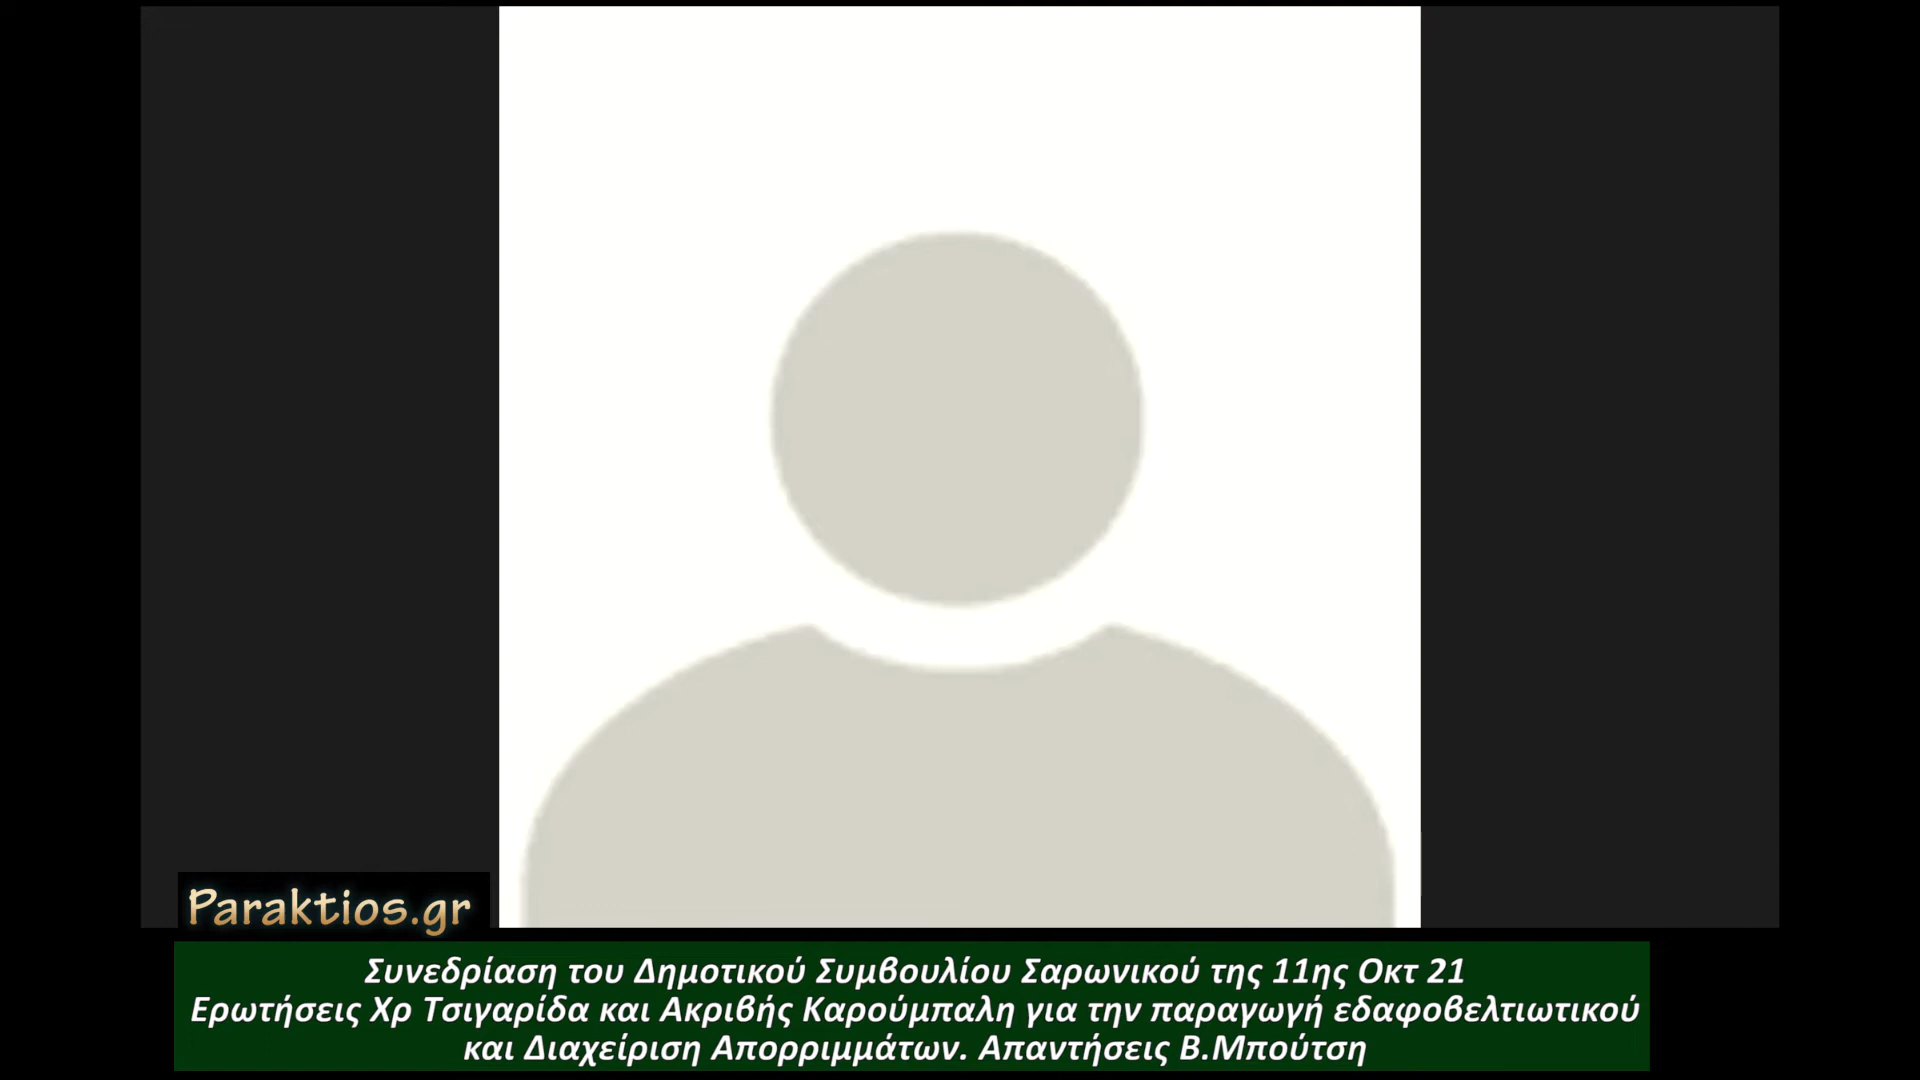 Paraktios.gr
Συνεδρίαση του Δημοτικού Συμβουλίου Σαρωνικού της 11ης Οκτ 21
Ερωτήσεις Χρ Τσιγαρίδα και Ακριβής Καρούμπαλη για την παραγωγή εδαφοβελτιωτικού
και Διαχείριση Απορριμμάτων. Απαντήσεις Β.Μπούτση